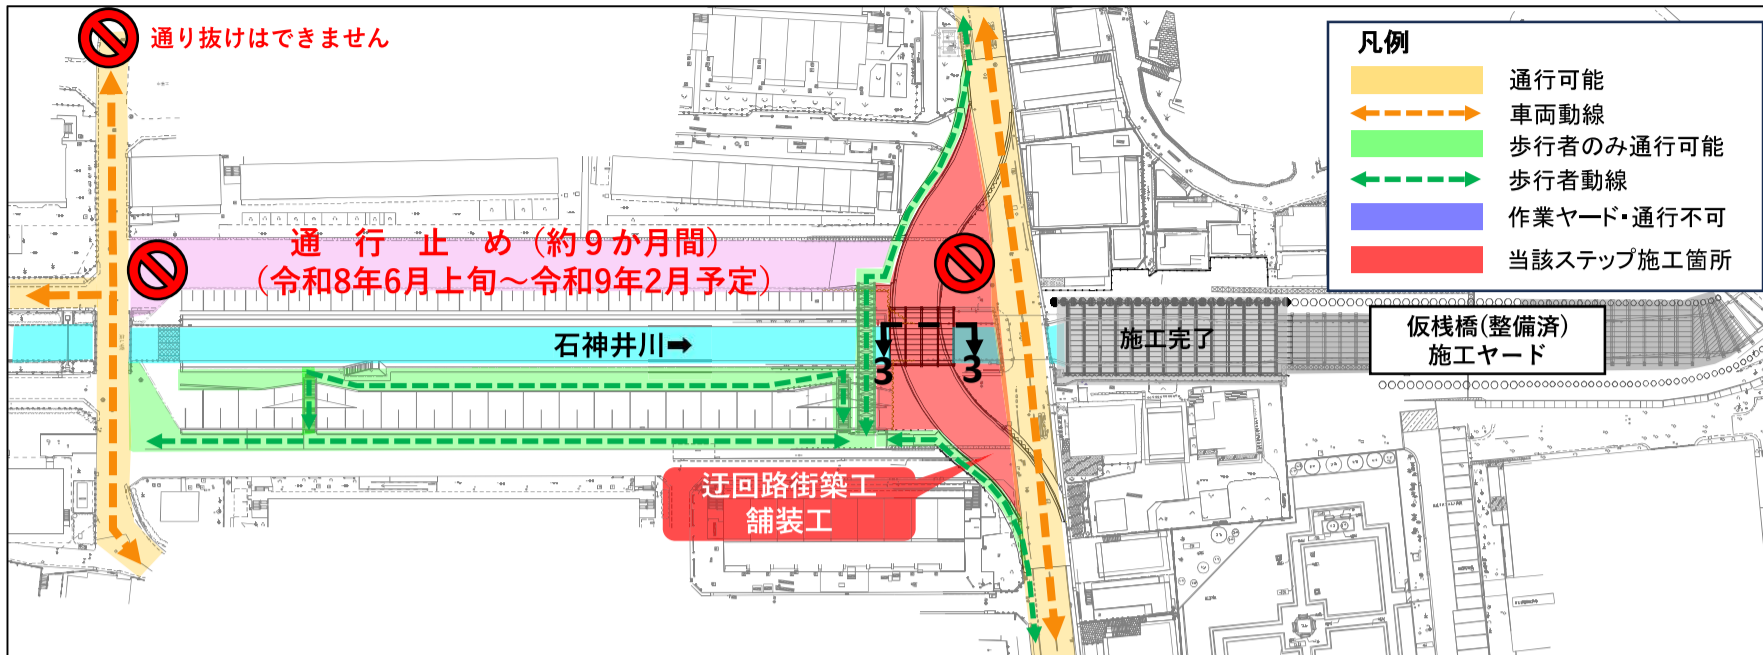 通り抜けはできません
凡例
通行可能
車両動線
歩行者のみ通行可能
歩行者動線
作業ヤード・通行不可
当該ステップ施工箇所
通行止め(約9か月間)
(令和8年6月上旬～令和9年2月予定)
石神井川➡
3
3
施工完了
仮桟橋(整備済)
施工ヤード
迂回路街築工
舗装工